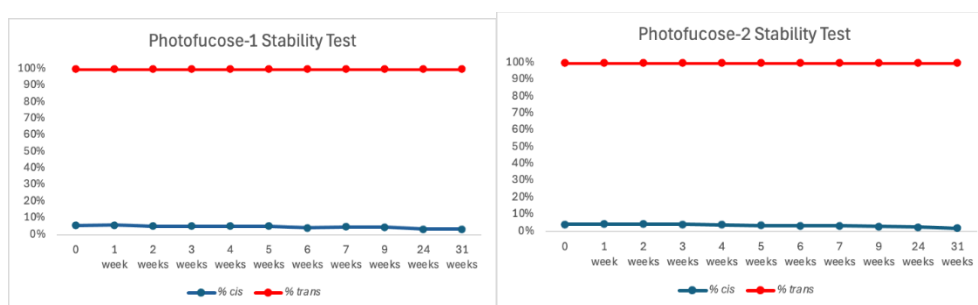 Photofucose-1 Stability Test
100%
90%
80%
70%
60%
50%
40%
30%
20%
10%
0%
0 1 2 3 4 5 6 7 9 24 31
week weeks weeks weeks weeks weeks weeks weeks weeks weeks
% cis % trans
Photofucose-2 Stability Test
100%
90%
80%
70%
60%
50%
40%
30%
20%
10%
0%
0 1 2 3 4 5 6 7 9 24 31
week weeks weeks weeks weeks weeks weeks weeks weeks weeks
% cis % trans